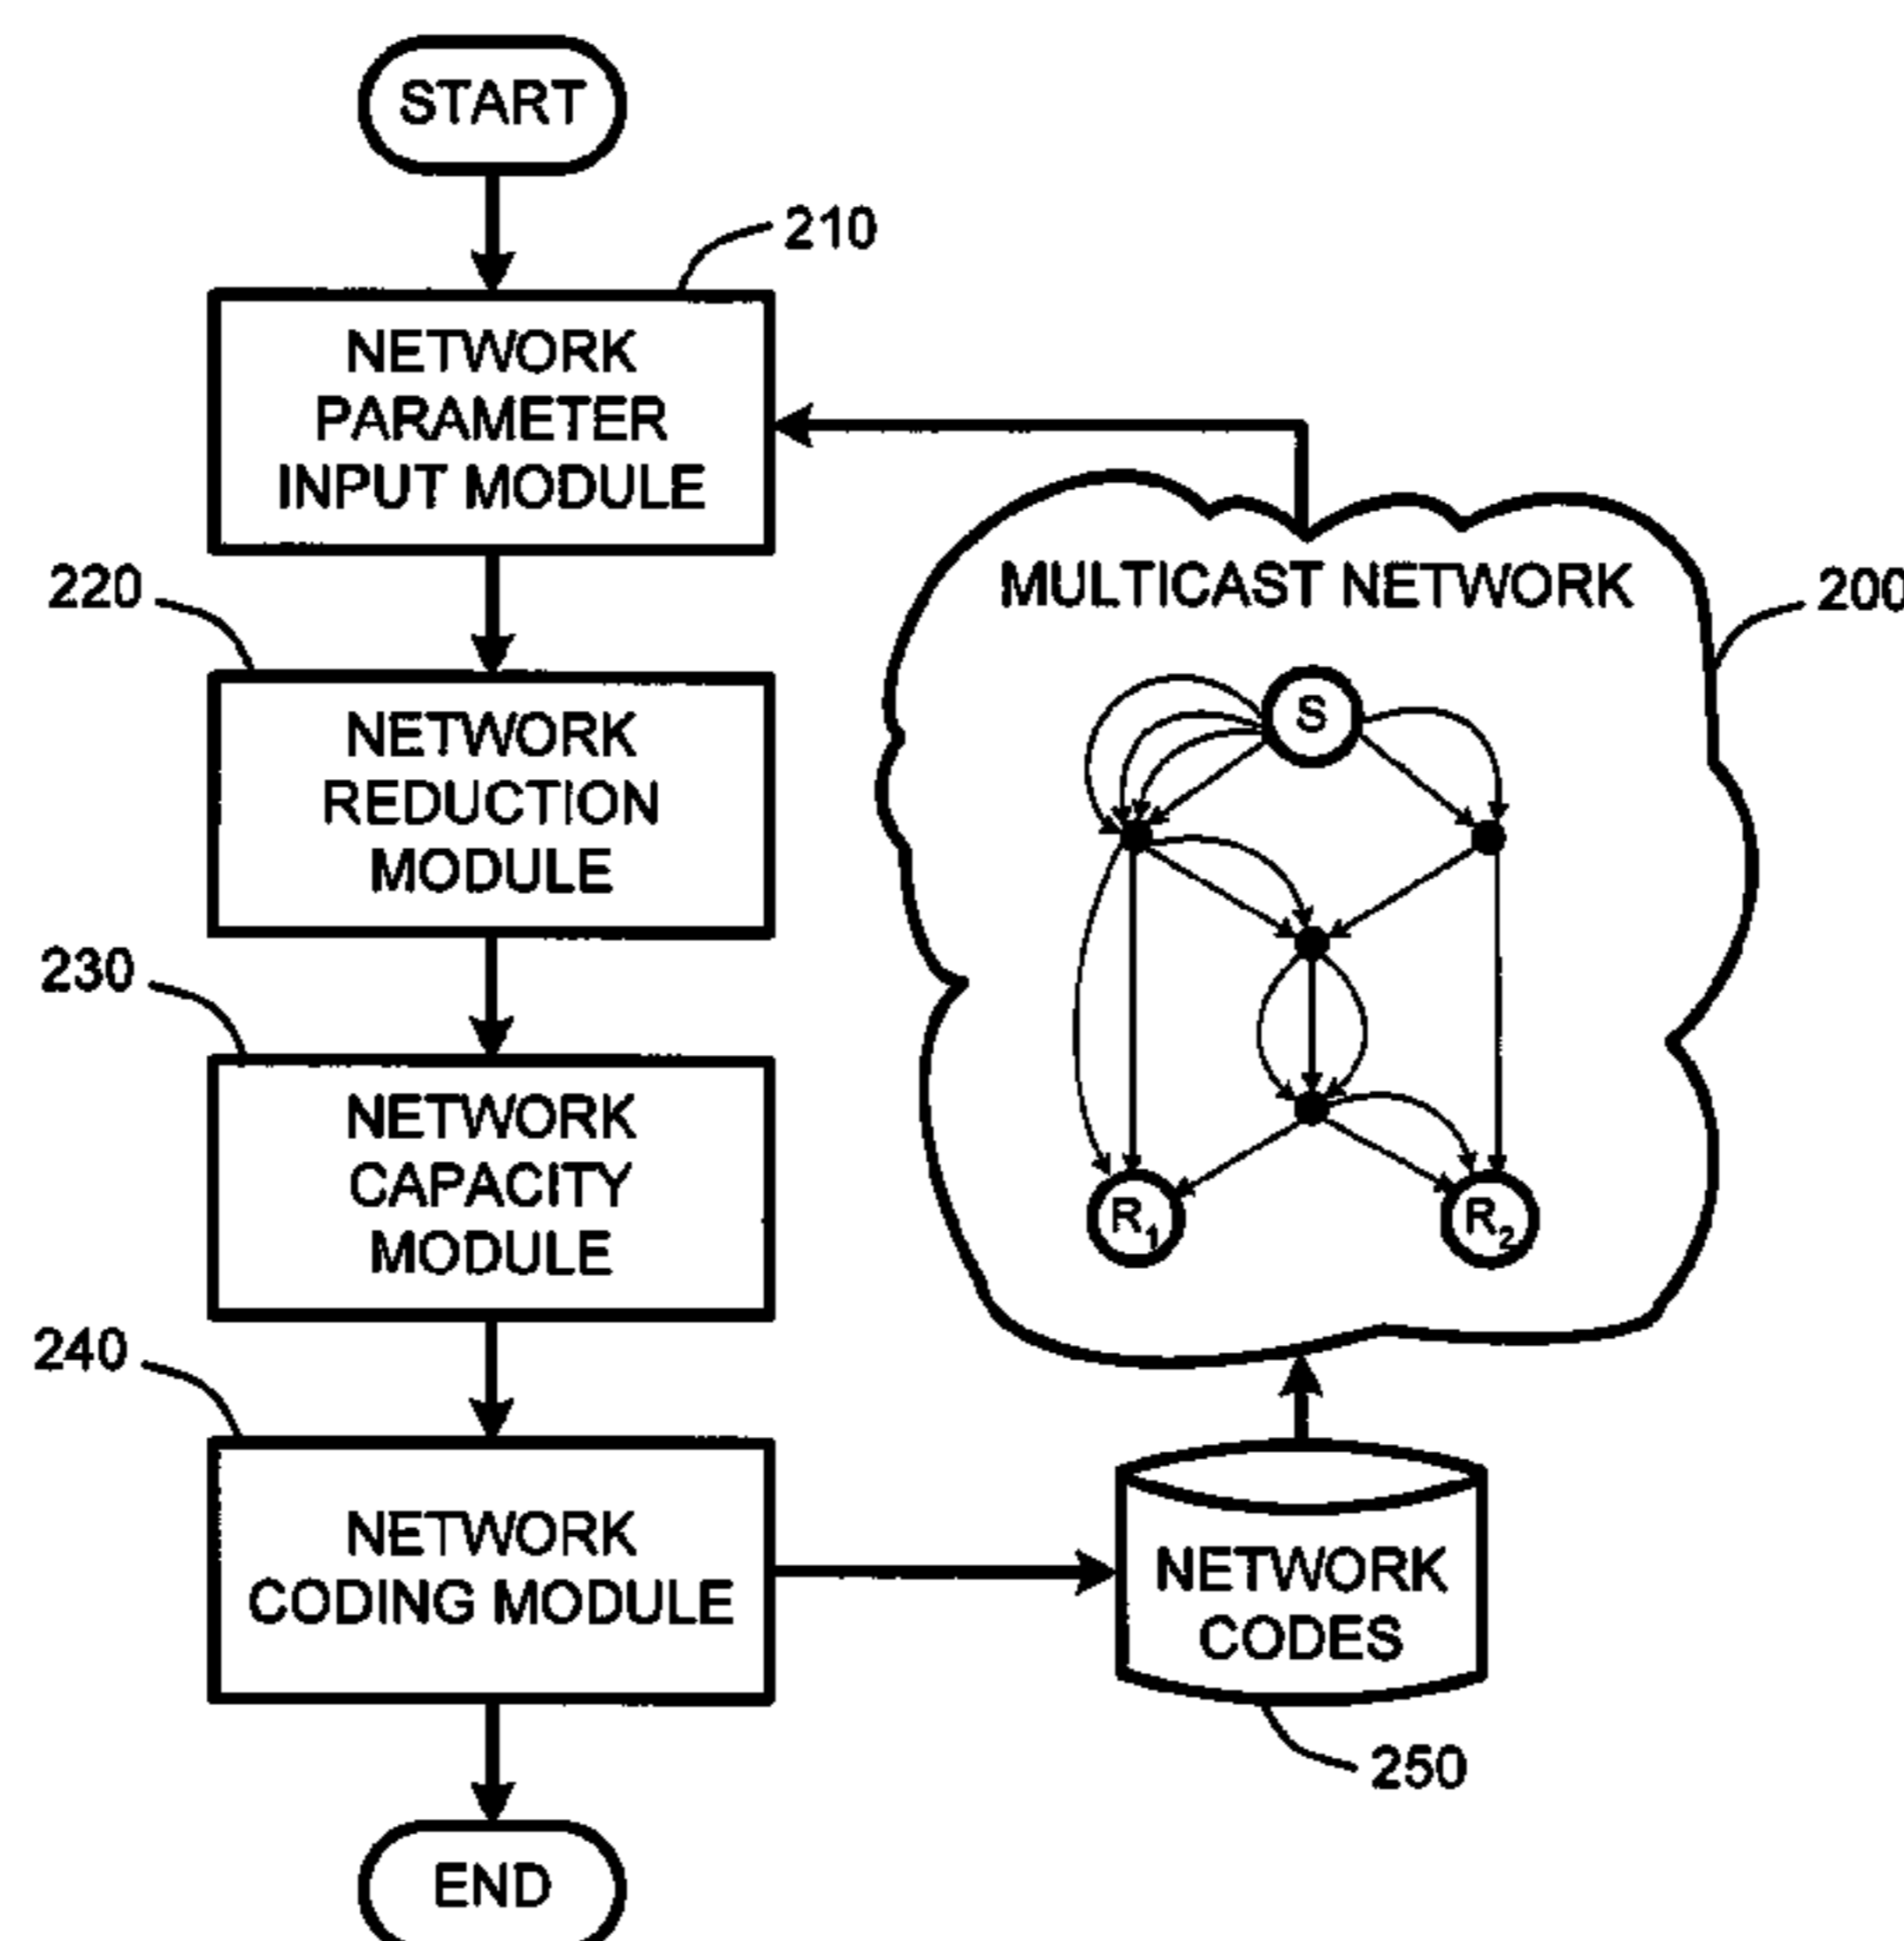 START
210
NETWORK
PARAMETER
INPUT MODULE
220
NETWORK
REDUCTION
MODULE
230
NETWORK
CAPACITY
MODULE
240
NETWORK
CODING MODULE
END
MULTICAST NETWORK
200
S
R1
R2
NETWORK
CODES
250